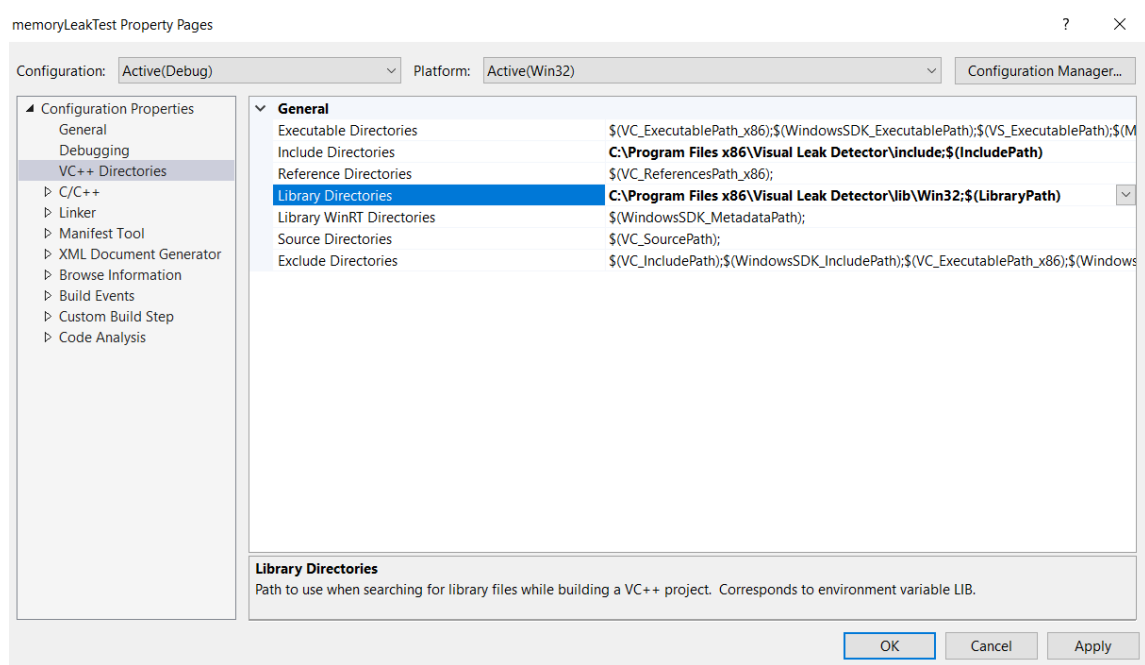 memoryLeakTest Property Pages
Configuration: Active(Debug) Platform: Active(Win32) Configuration Manager...
Configuration Properties
General
Debugging
VC++ Directories
C/C++
Linker
Manifest Tool
XML Document Generator
Browse Information
Build Events
Custom Build Step
Code Analysis
General
Executable Directories $(VC_ExecutablePath_x86);$(WindowsSDK_ExecutablePath);$(VS_ExecutablePath);$(M
Include Directories C:\Program Files x86\Visual Leak Detector\include;$(IncludePath)
Reference Directories $(VC_ReferencesPath_x86);
Library Directories C:\Program Files x86\Visual Leak Detector\lib\Win32;$(LibraryPath)
Library WinRT Directories $(WindowsSDK_MetadataPath);
Source Directories $(VC_SourcePath);
Exclude Directories $(VC_IncludePath);$(WindowsSDK_IncludePath);$(VC_ExecutablePath_x86);$(Windows
Library Directories
Path to use when searching for library files while building a VC++ project. Corresponds to environment variable LIB.
OK Cancel Apply